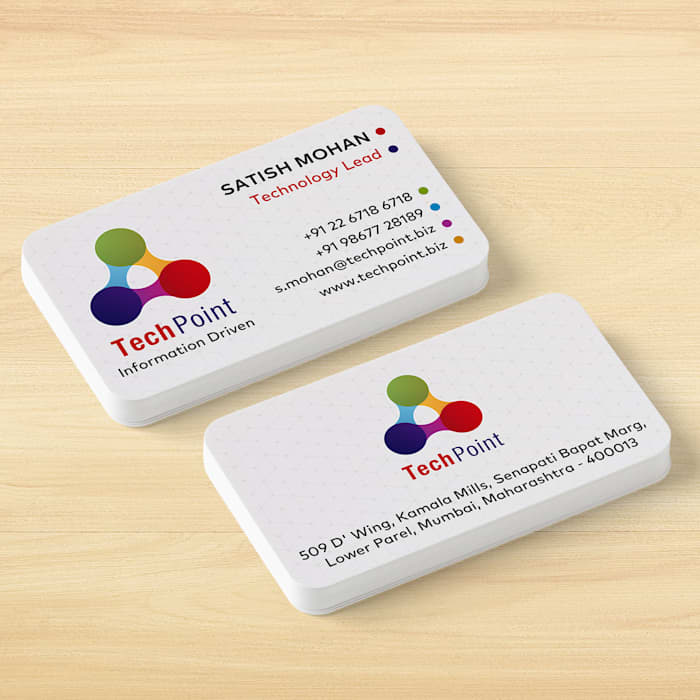 SATISH MOHAN
Technology Lead
+91 22 6718 6718
+91 98677 28189
s.mohan@techpoint.biz
www.techpoint.biz
TechPoint
Information Driven
TechPoint
509 D' Wing, Kamala Mills, Senapati Bapat Marg,
Lower Parel, Mumbai, Maharashtra - 400013